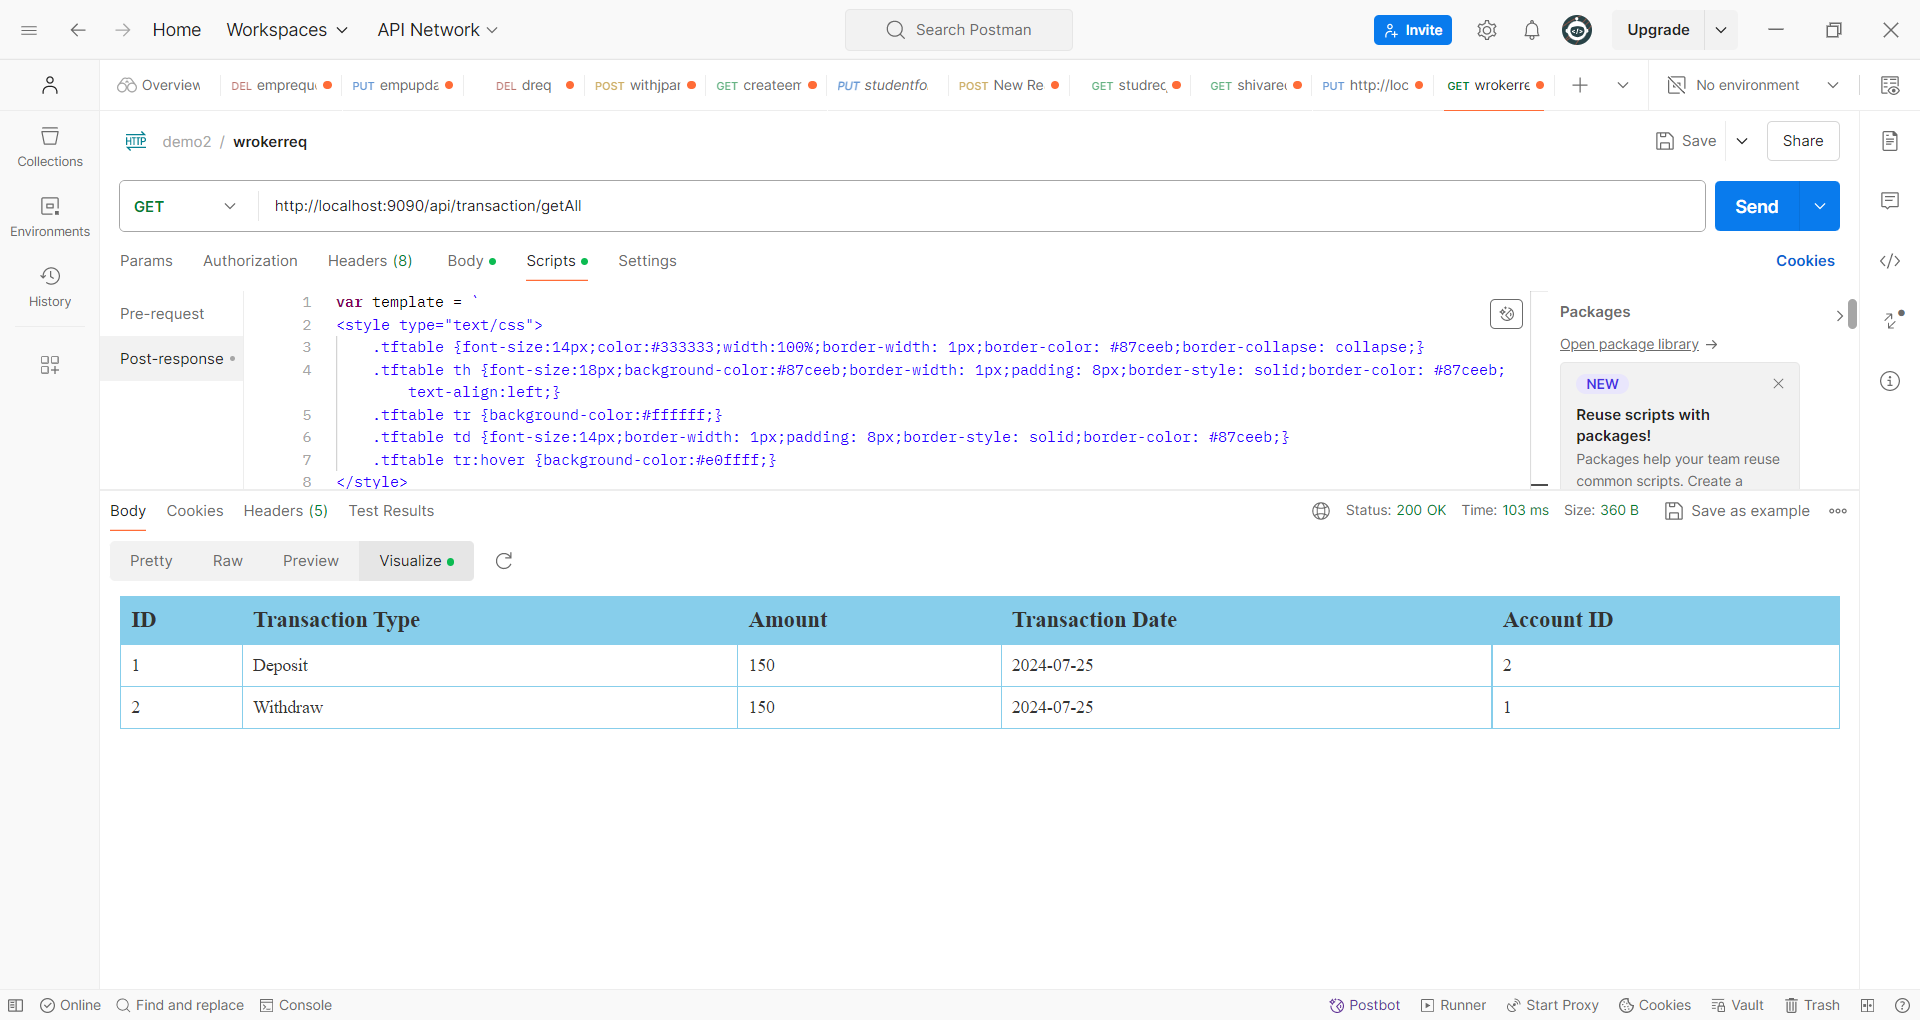 Home Workspaces API Network Search Postman Invite Upgrade
Overview DEL empreque PUT empupda DEL dreq POST withjpar GET createem PUT studentfo POST New Re GET studrec GET shivarec PUT http://loc GET wrokerre No environment
HTTP demo2 / wrokerreq Save Share
Collections
Environments
History
GET http://localhost:9090/api/transaction/getAll Send
Params Authorization Headers (8) Body Scripts Settings Cookies
Pre-request
Post-response
1 var template = `
2 <style type="text/css">
3 .tftable {font-size:14px;color:#333333;width:100%;border-width: 1px;border-color: #87ceeb;border-collapse: collapse;}
4 .tftable th {font-size:18px;background-color:#87ceeb;border-width: 1px;padding: 8px;border-style: solid;border-color: #87ceeb;
text-align:left;}
5 .tftable tr {background-color:#ffffff;}
6 .tftable td {font-size:14px;border-width: 1px;padding: 8px;border-style: solid;border-color: #87ceeb;}
7 .tftable tr:hover {background-color:#e0ffff;}
8 </style>
Packages
Open package library →
NEW
Reuse scripts with
packages!
Packages help your team reuse
common scripts. Create a
Body Cookies Headers (5) Test Results Status: 200 OK Time: 103 ms Size: 360 B Save as example
Pretty Raw Preview Visualize
ID Transaction Type Amount Transaction Date Account ID
1 Deposit 150 2024-07-25 2
2 Withdraw 150 2024-07-25 1
Online Find and replace Console Postbot Runner Start Proxy Cookies Vault Trash